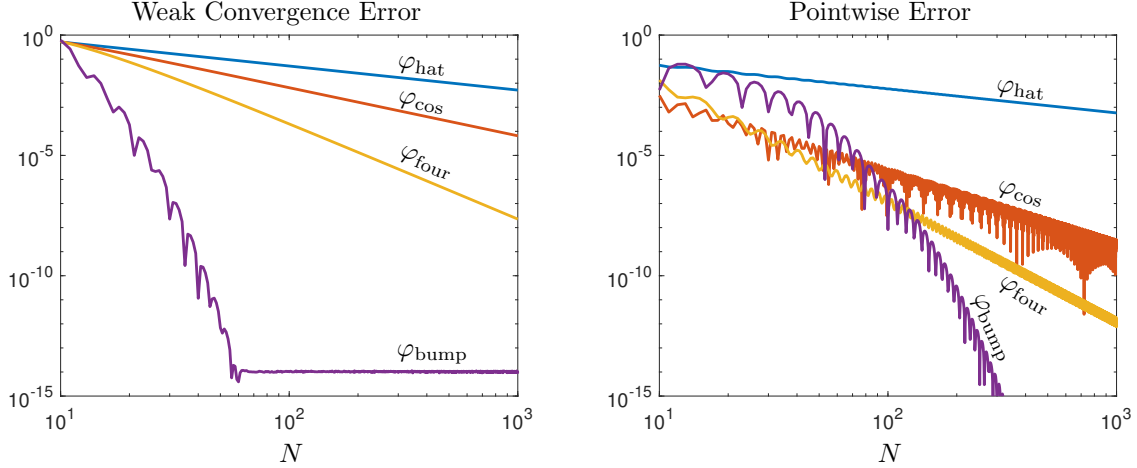 Weak Convergence Error
10^0
10^-5
10^-10
10^-15
10^1
10^2
10^3
N
φ_hat
φ_cos
φ_four
φ_bump
Pointwise Error
10^0
10^-5
10^-10
10^-15
10^1
10^2
10^3
N
φ_hat
φ_cos
φ_four
φ_bump